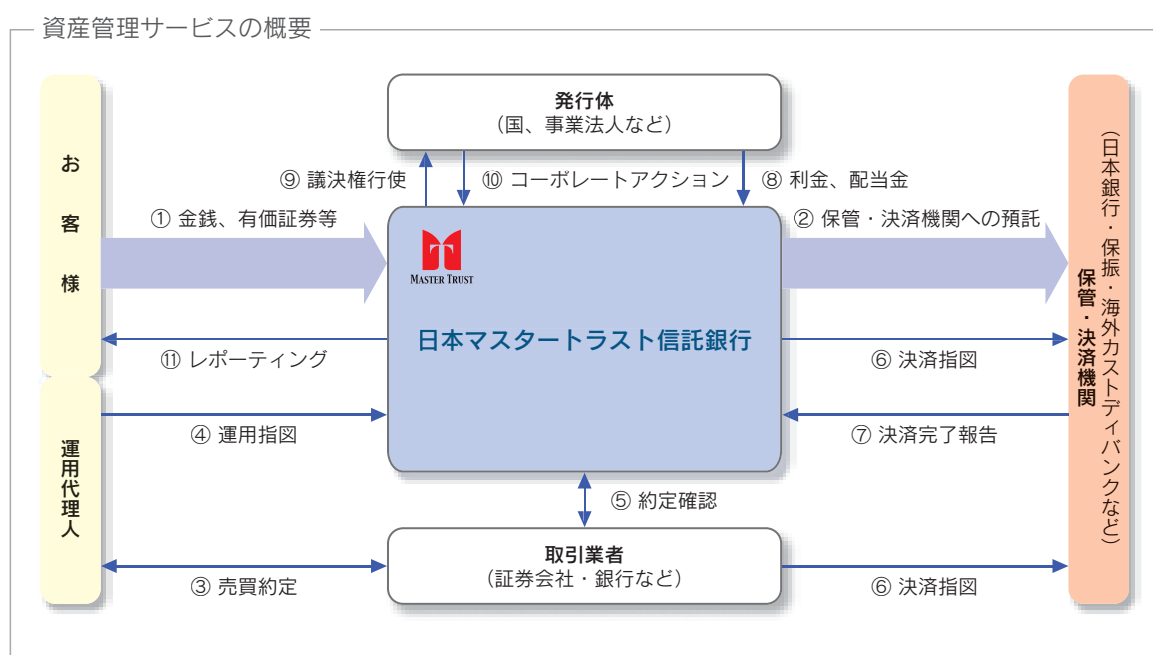 資産管理サービスの概要
お客様
運用代理人
発行体
（国、事業法人など）
⑨ 議決権行使
⑩ コーポレートアクション
⑧ 利金、配当金
① 金銭、有価証券等
② 保管・決済機関への預託
MASTER TRUST
日本マスタートラスト信託銀行
⑪ レポーティング
⑥ 決済指図
④ 運用指図
⑦ 決済完了報告
⑤ 約定確認
取引業者
（証券会社・銀行など）
③ 売買約定
⑥ 決済指図
保管・決済機関
（日本銀行・保振・海外カストディバンクなど）